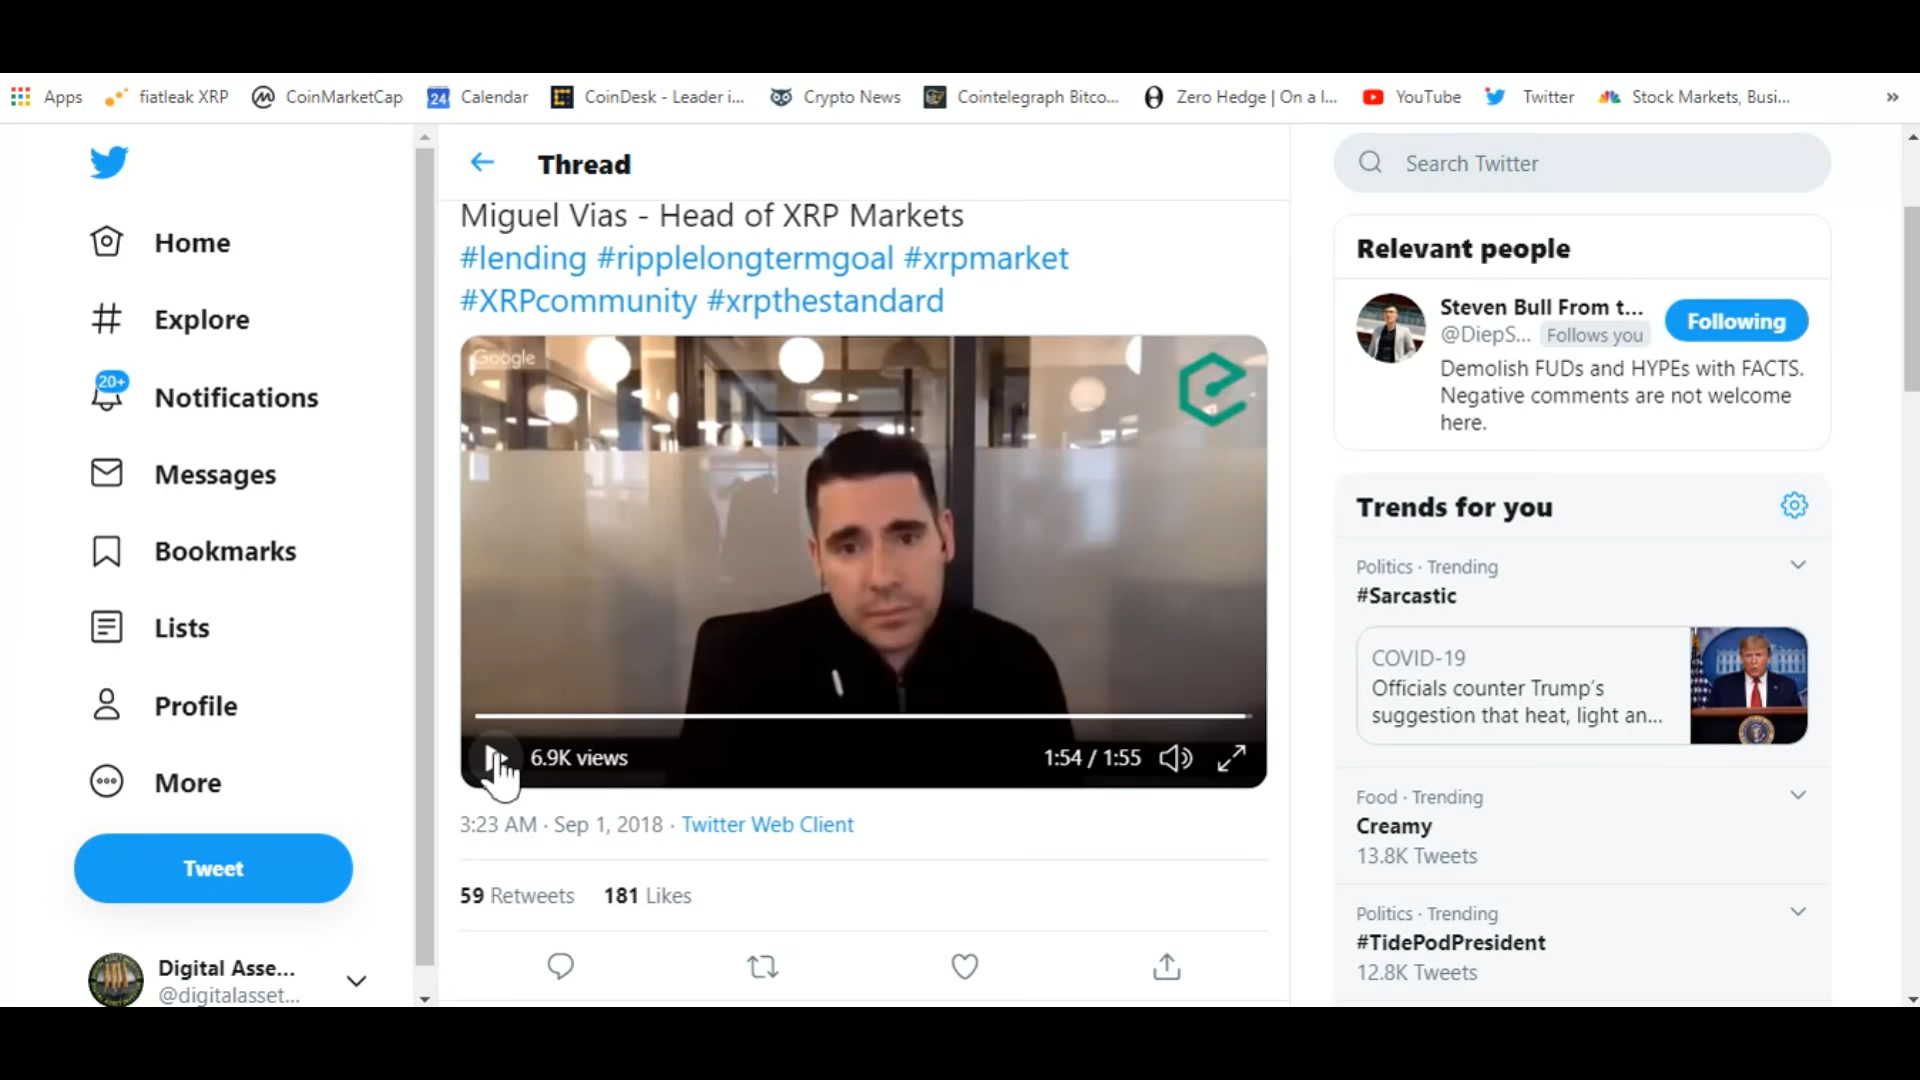 Apps
fiatleak XRP
CoinMarketCap
24
Calendar
CoinDesk - Leader i...
Crypto News
Cointelegraph Bitco...
Zero Hedge | On a l...
YouTube
Twitter
Stock Markets, Busi...
»
Home
Explore
20+
Notifications
Messages
Bookmarks
Lists
Profile
More
Tweet
Digital Asse...
@digitalasset...
Thread
Miguel Vias - Head of XRP Markets
#lending #ripplelongtermgoal #xrpmarket
#XRPcommunity #xrpthestandard
Google
6.9K views
1:54 / 1:55
3:23 AM · Sep 1, 2018 · Twitter Web Client
59 Retweets 181 Likes
Search Twitter
Relevant people
Steven Bull From t...
@DiepS... Follows you
Following
Demolish FUDs and HYPEs with FACTS.
Negative comments are not welcome
here.
Trends for you
Politics · Trending
#Sarcastic
COVID-19
Officials counter Trump's
suggestion that heat, light an...
Food · Trending
Creamy
13.8K Tweets
Politics · Trending
#TidePodPresident
12.8K Tweets